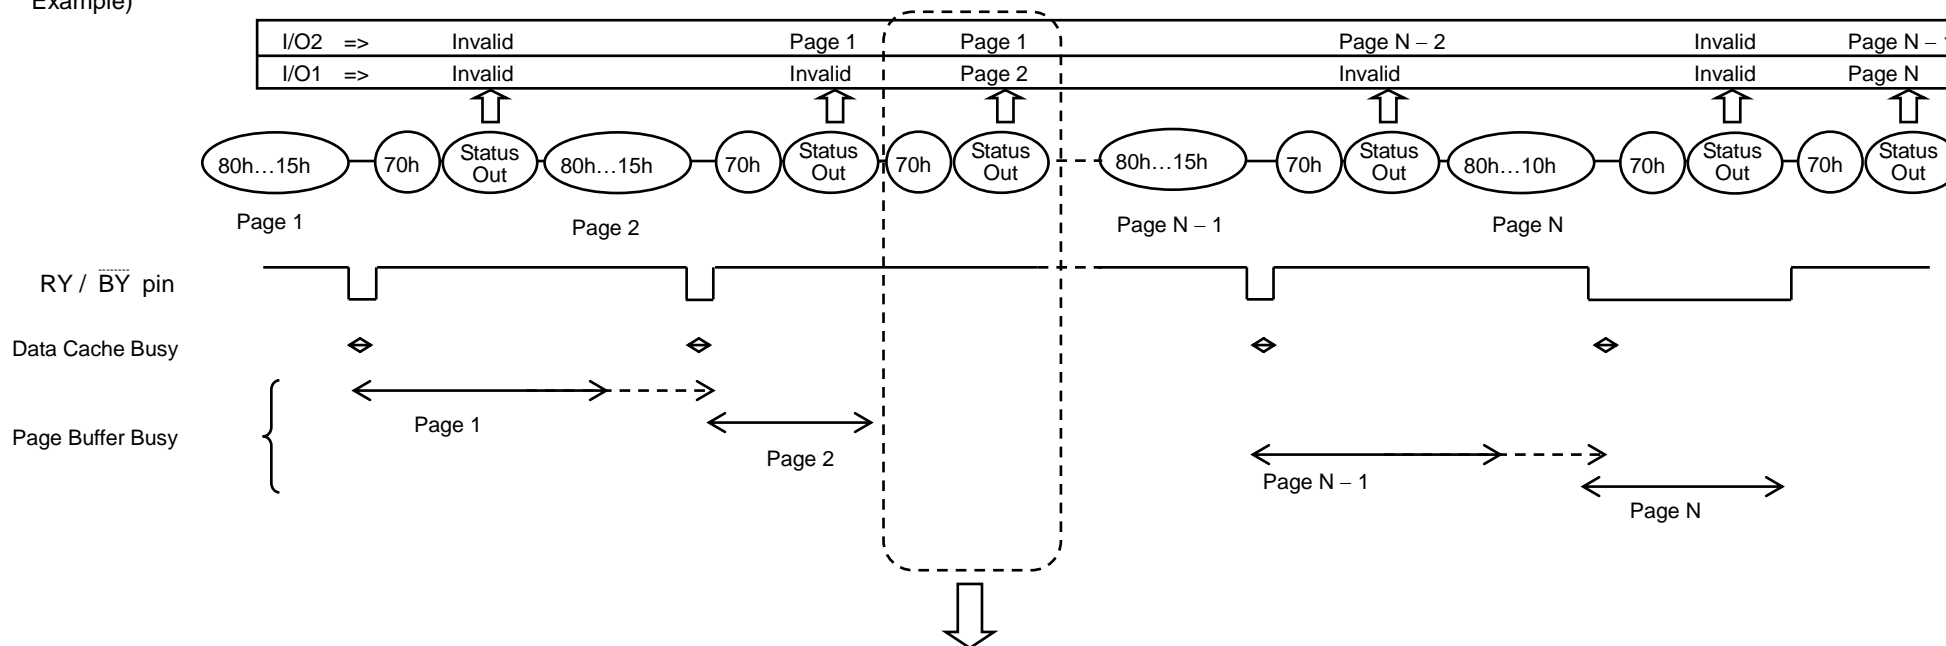 Example)
I/O2 => Invalid Page 1 Page 1 Page N − 2 Invalid Page N − 1
I/O1 => Invalid Invalid Page 2 Invalid Invalid Page N
80h…15h 70h Status Out 80h…15h 70h Status Out 70h Status Out 80h…15h 70h Status Out 80h…10h 70h Status Out 70h Status Out
Page 1 Page 2 Page N − 1 Page N
RY / BY pin
Data Cache Busy
Page 1
Page Buffer Busy
Page 2
Page N − 1
Page N